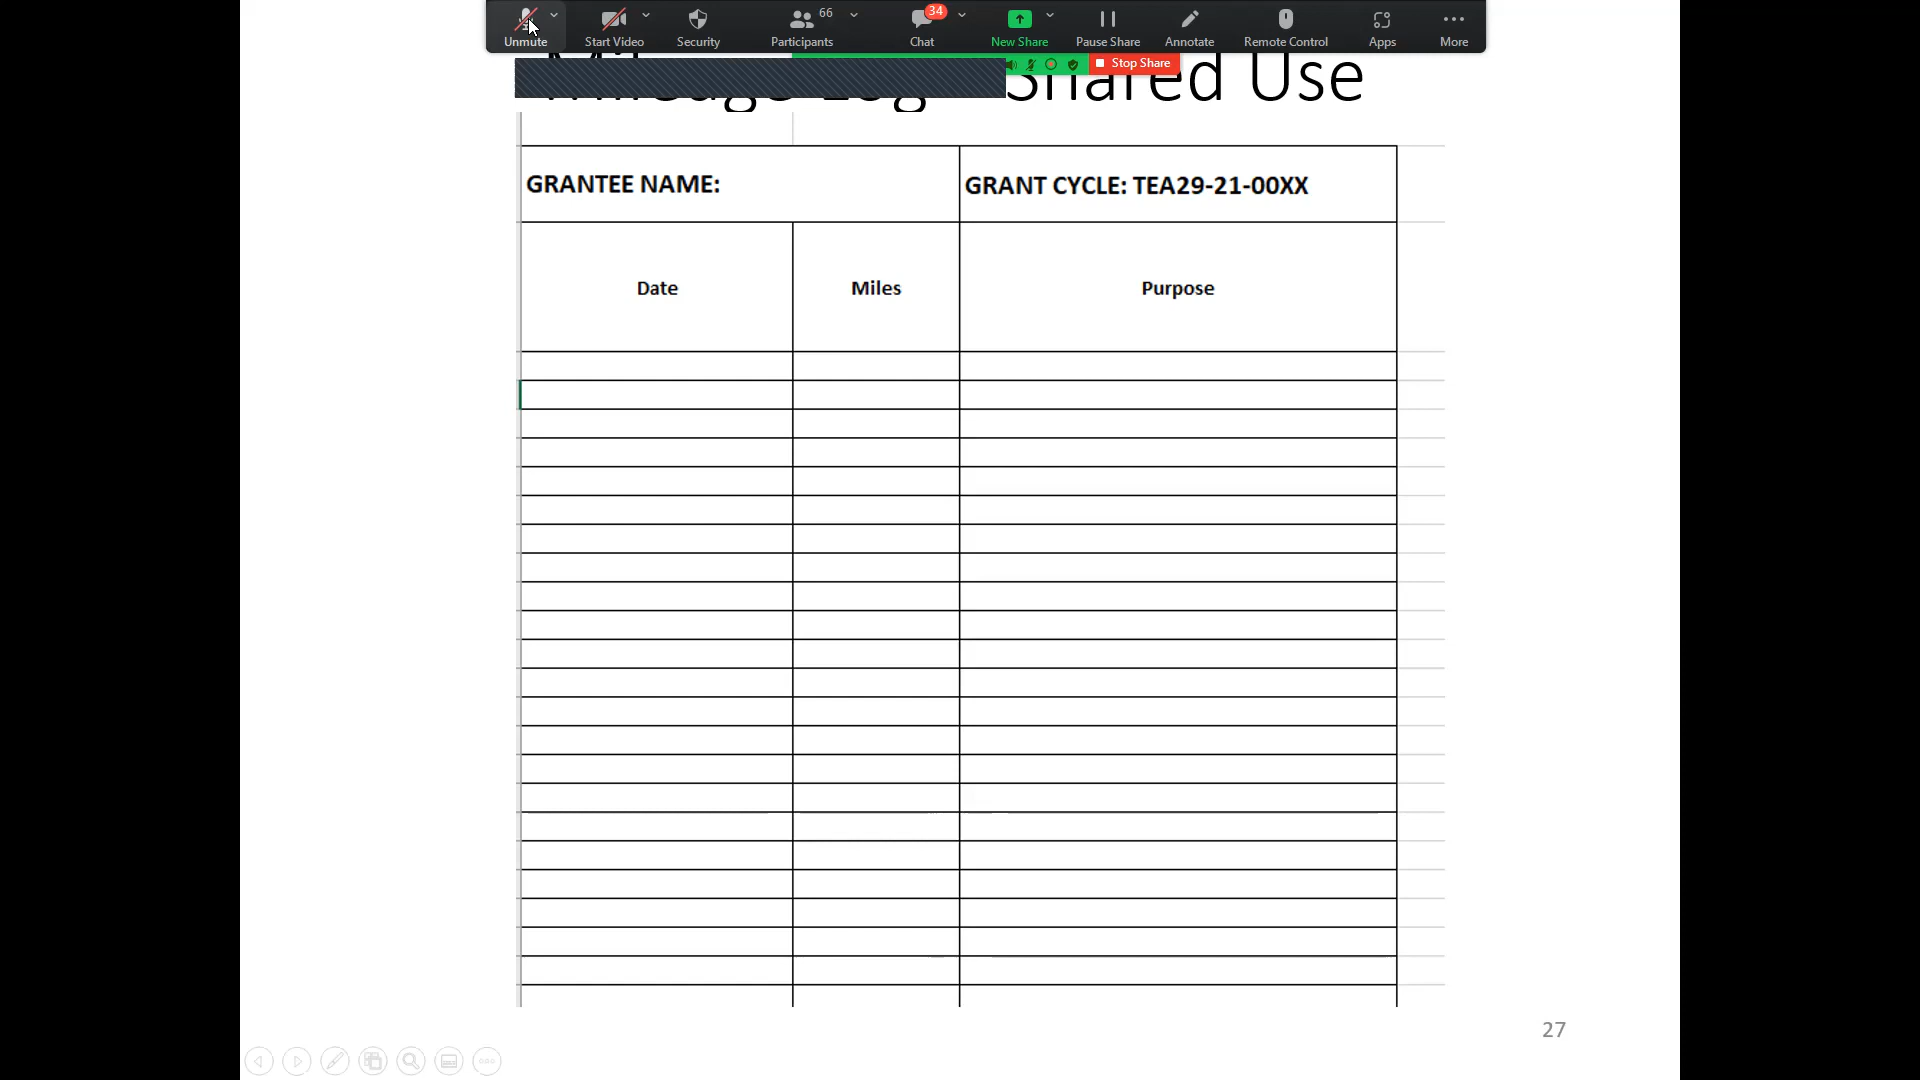 66 34
Unmute Start Video Security Participants Chat New Share Pause Share Annotate Remote Control Apps More
Stop Share
Shared Use
GRANTEE NAME: GRANT CYCLE: TEA29-21-00XX
Date Miles Purpose
27